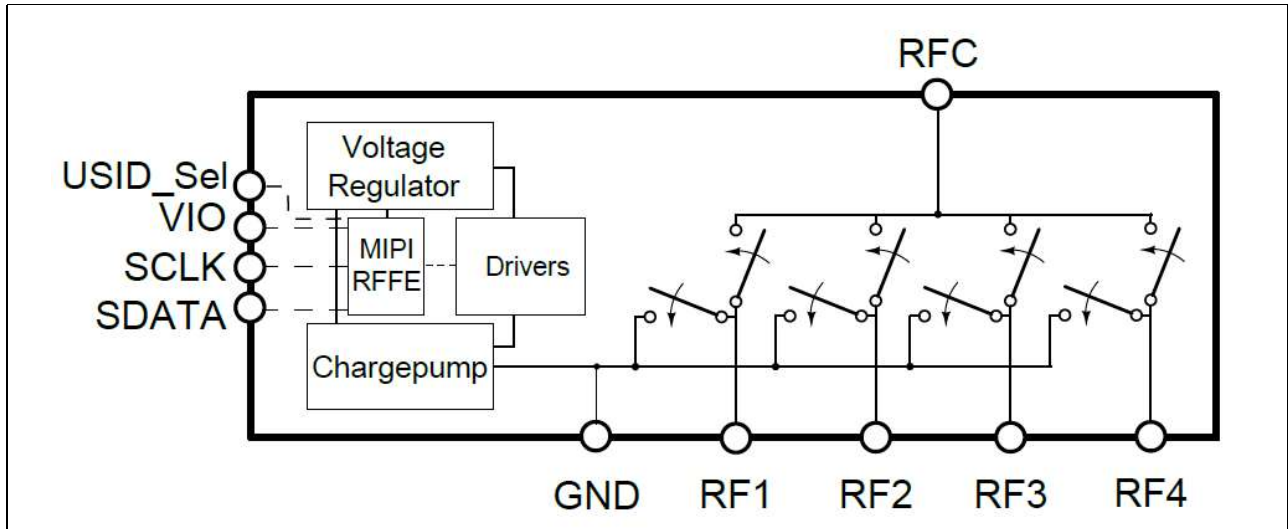 RFC
Voltage
Regulator
USID_Sel
VIO
SCLK
SDATA
MIPI
RFFE
Drivers
Chargepump
GND
RF1
RF2
RF3
RF4